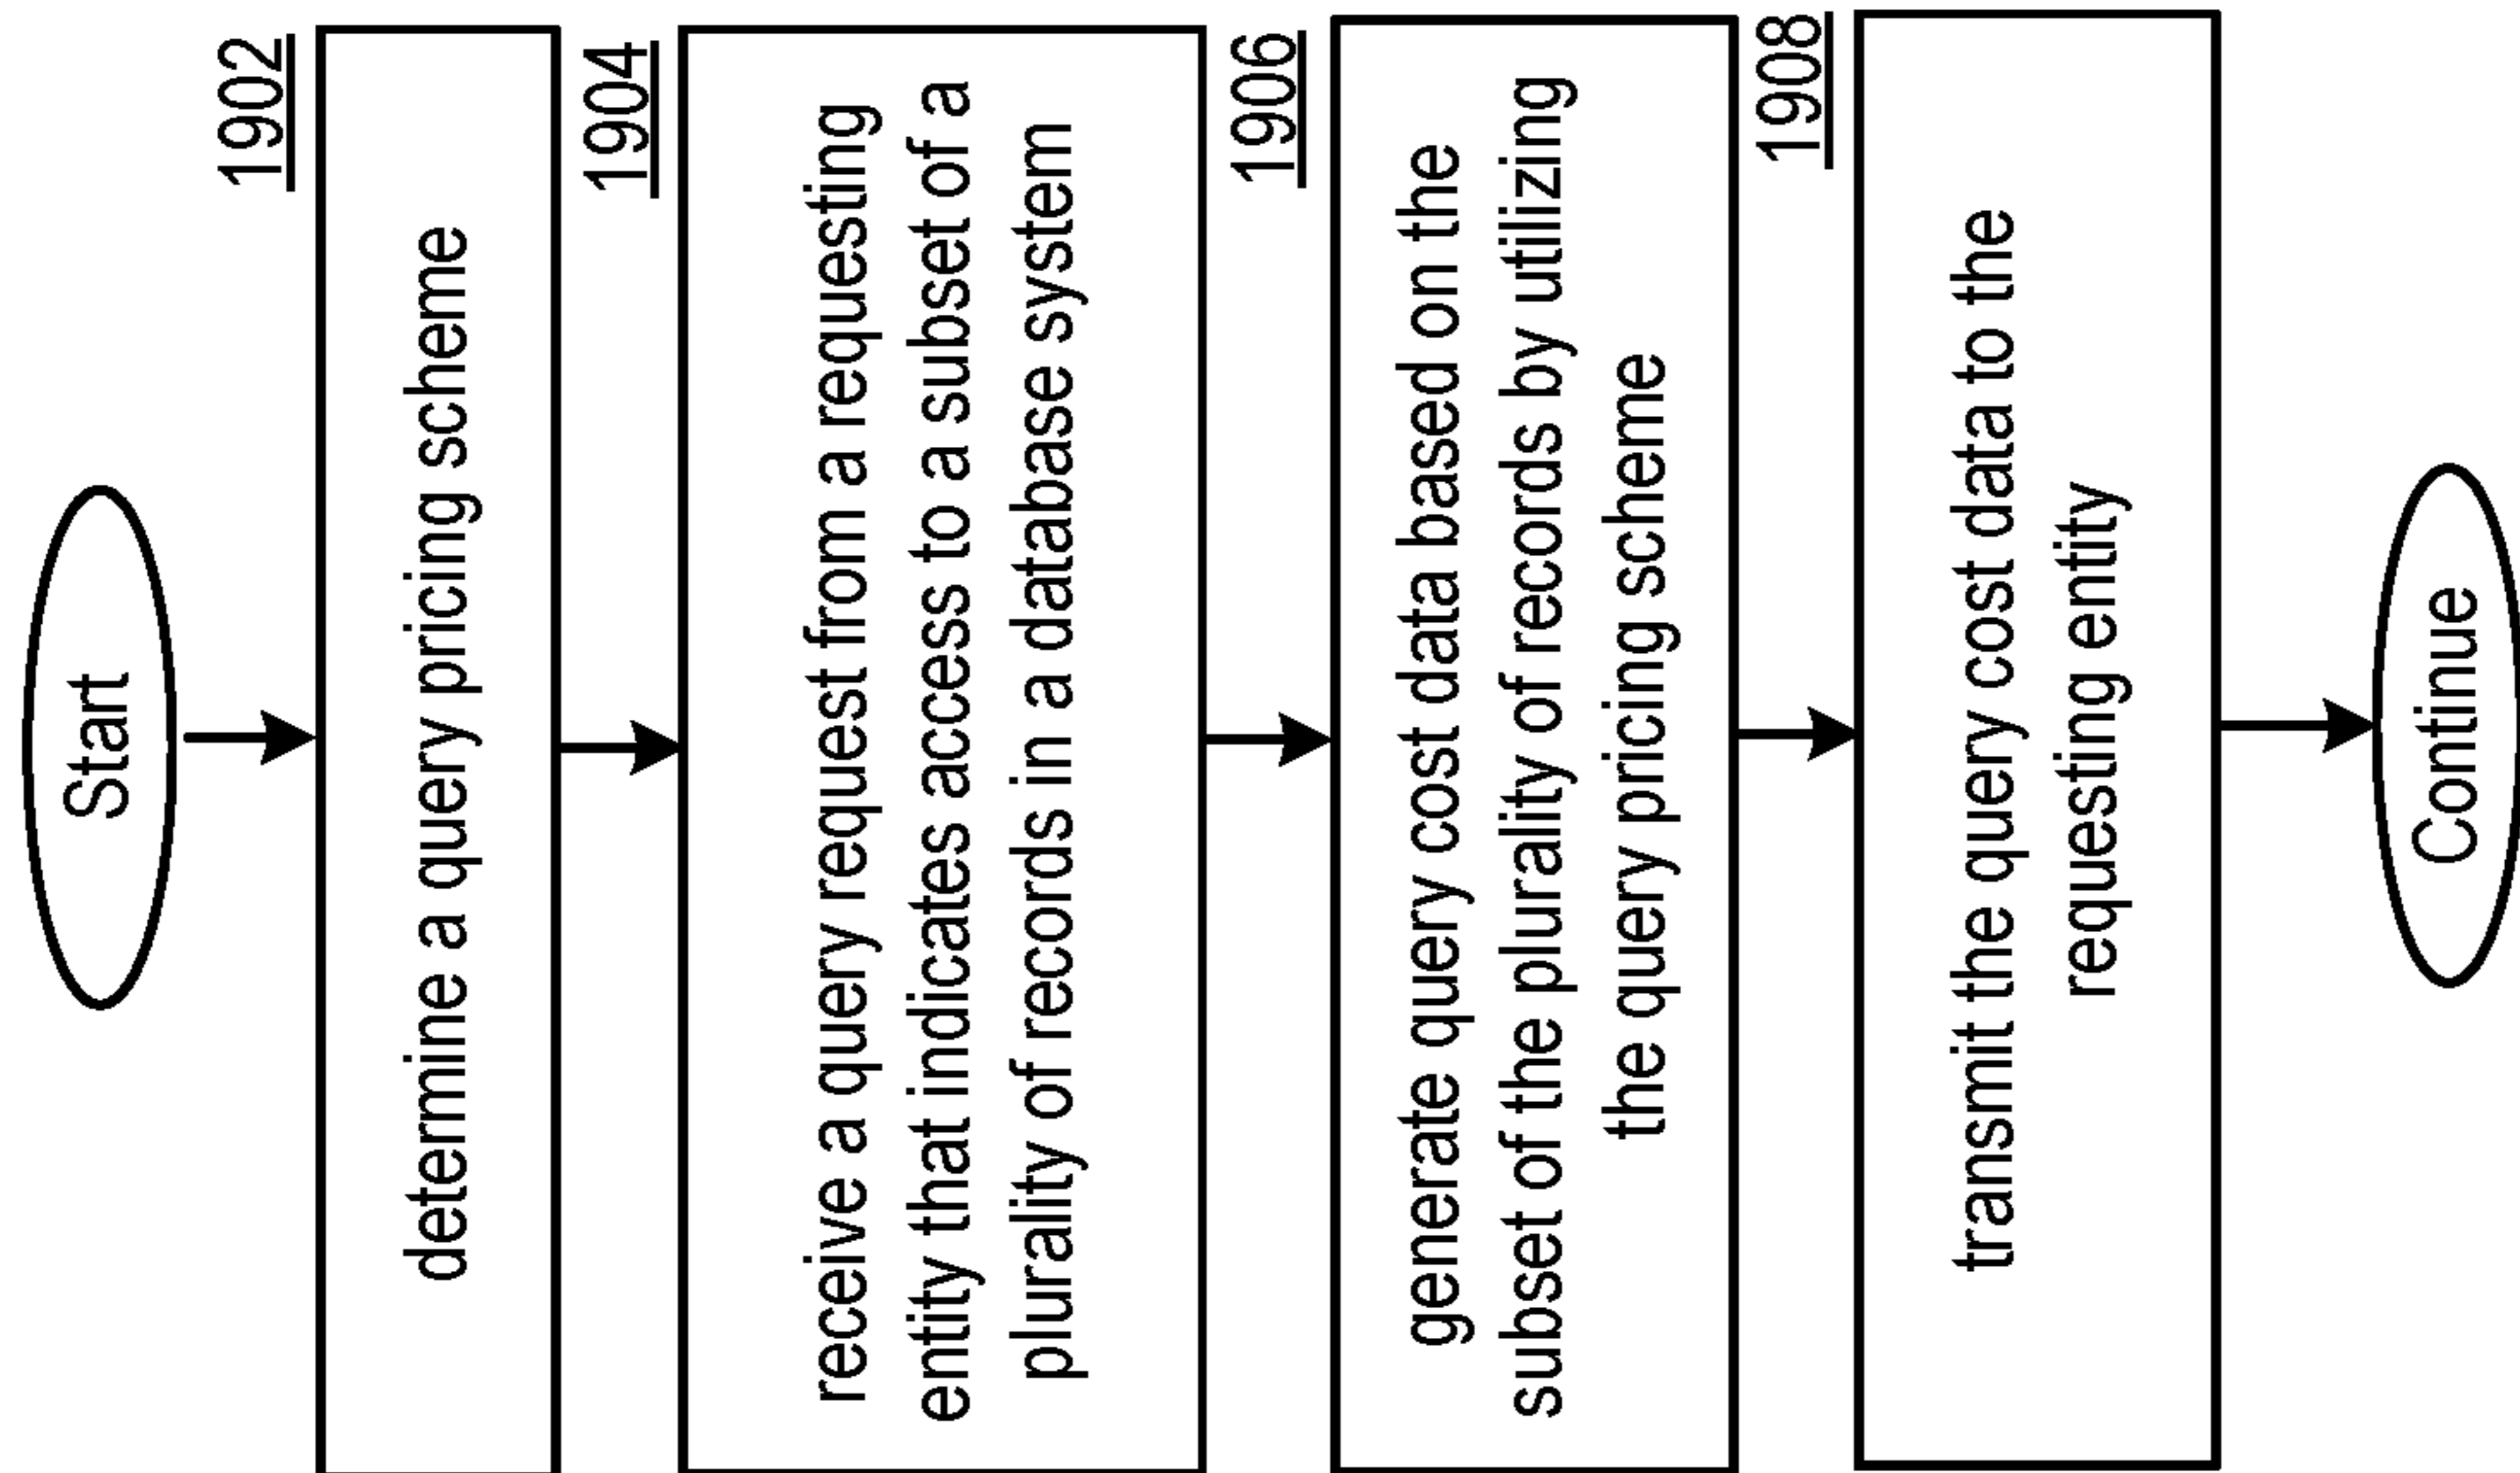 Start
1902
determine a query pricing scheme
1904
receive a query request from a requesting
entity that indicates access to a subset of a
plurality of records in a database system
1906
generate query cost data based on the
subset of the plurality of records by utilizing
the query pricing scheme
1908
transmit the query cost data to the
requesting entity
Continue